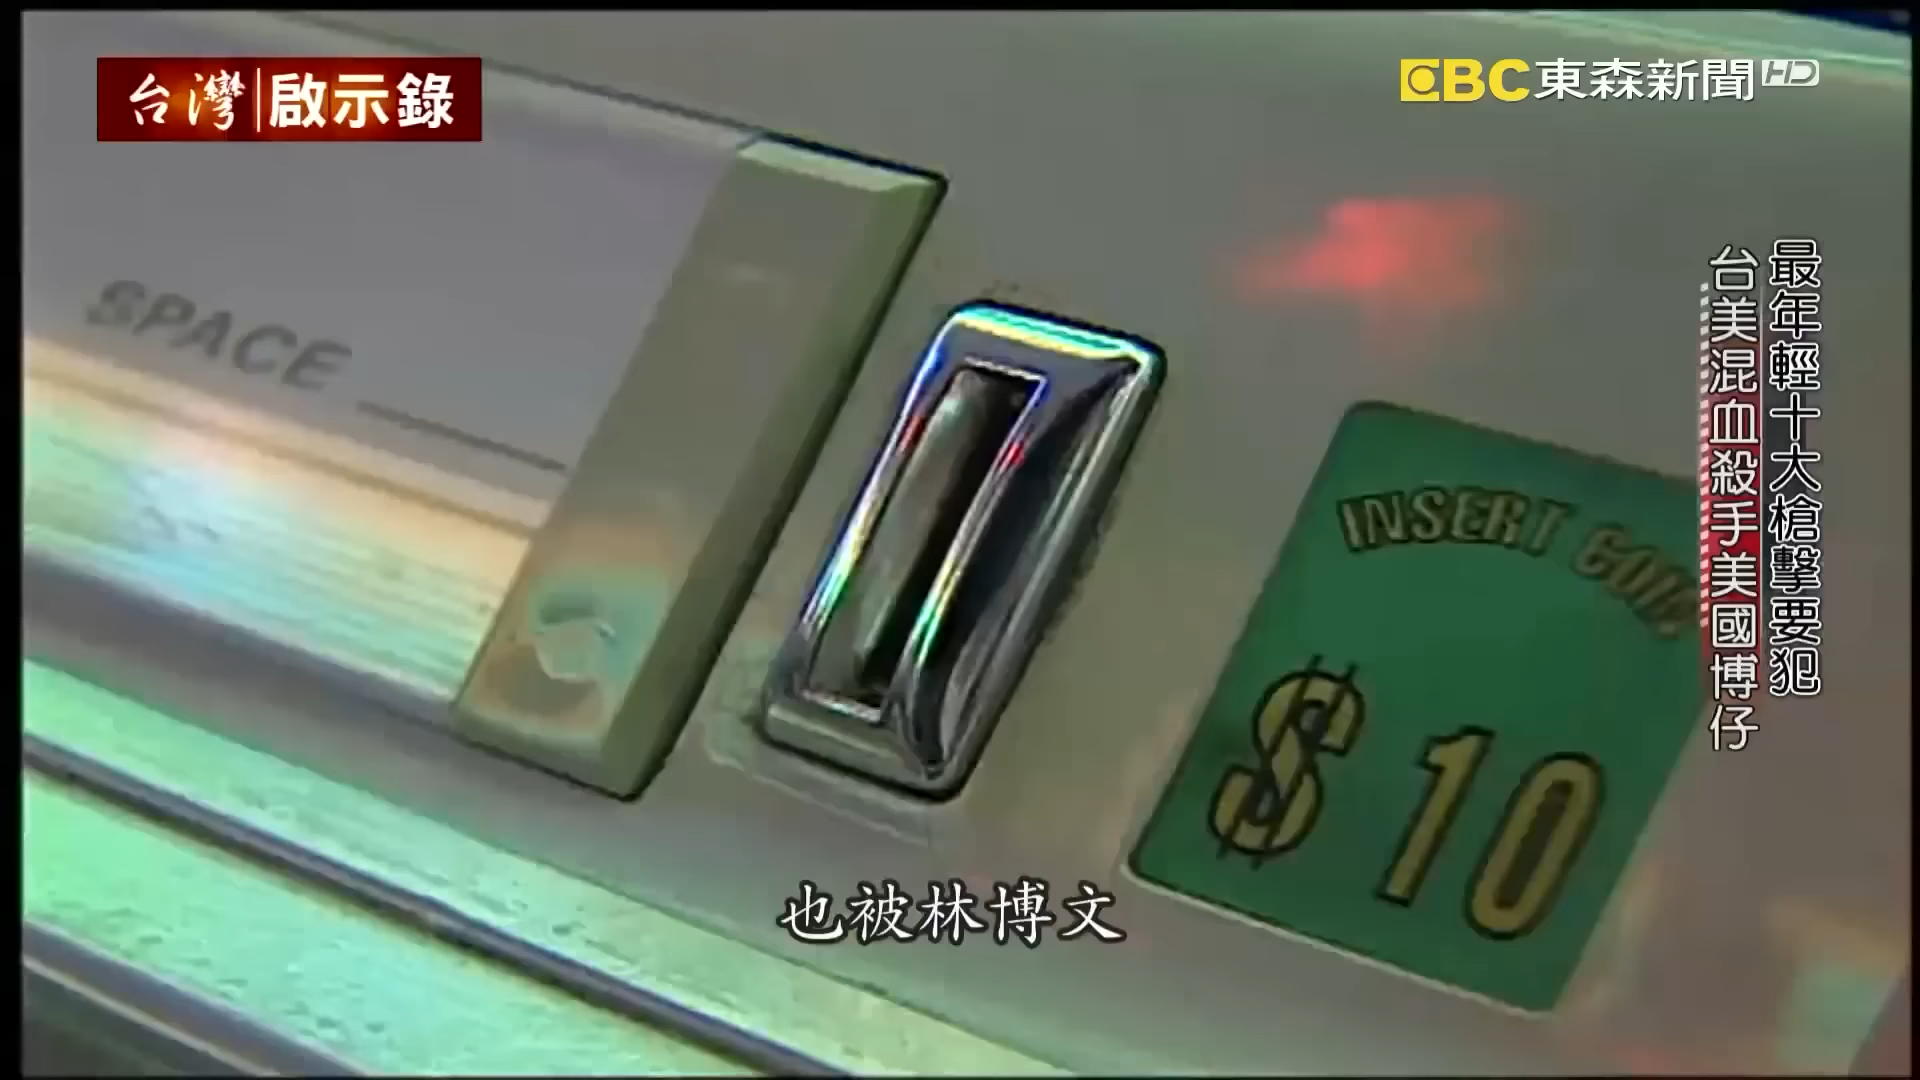 台灣啟示錄
EBC東森新聞HD
最年輕十大槍擊要犯
台美混血殺手美國博仔
SPACE
INSERT COIN
$10
也被林博文